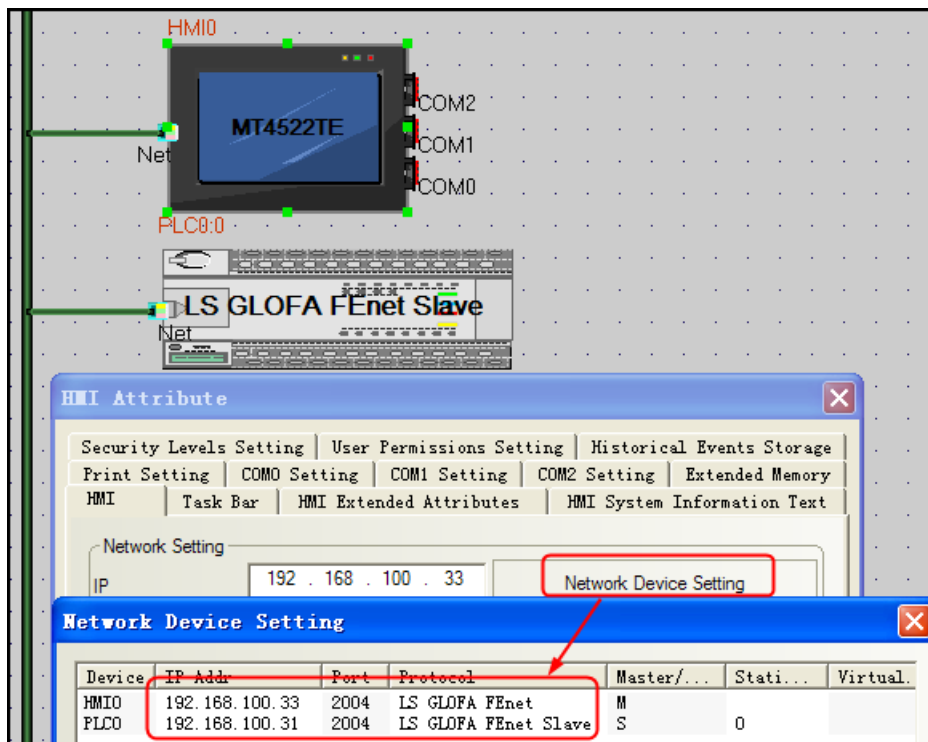 HMI0
MT4522TE
COM2
COM1
COM0
Net
PLC0:0
LS GLOFA FEnet Slave
Net
HMI Attribute
Security Levels Setting User Permissions Setting Historical Events Storage
Print Setting COM0 Setting COM1 Setting COM2 Setting Extended Memory
HMI Task Bar HMI Extended Attributes HMI System Information Text
Network Setting
IP 192 . 168 . 100 . 33 Network Device Setting
Network Device Setting
Device IP Addr Port Protocol Master/... Stati... Virtual.
HMI0 192.168.100.33 2004 LS GLOFA FEnet M
PLC0 192.168.100.31 2004 LS GLOFA FEnet Slave S 0